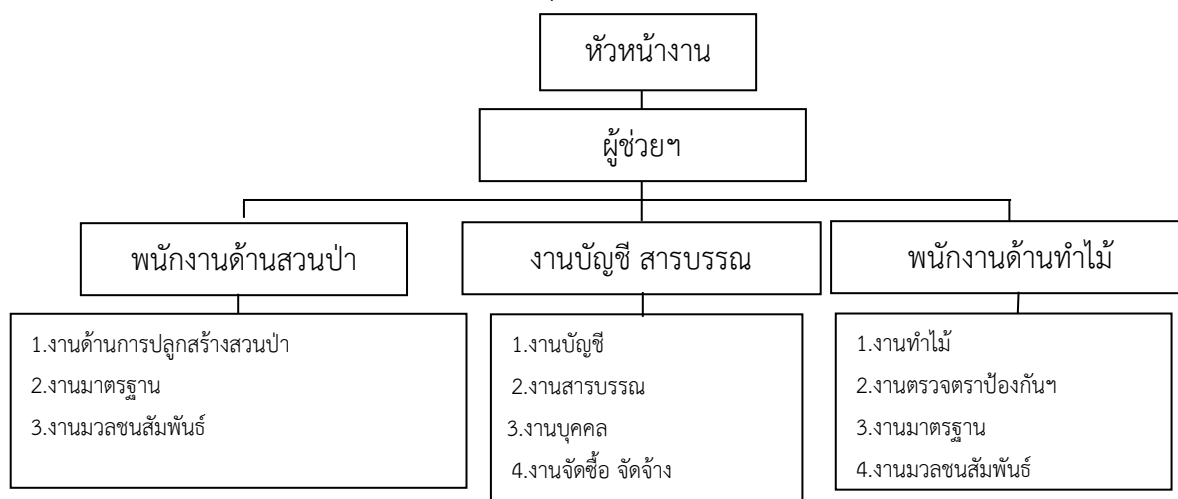 หัวหน้างาน
ผู้ช่วยฯ
พนักงานด้านสวนป่า
1.งานด้านการปลูกสร้างสวนป่า
2.งานมาตรฐาน
3.งานมวลชนสัมพันธ์
งานบัญชี สารบรรณ
1.งานบัญชี
2.งานสารบรรณ
3.งานบุคคล
4.งานจัดซื้อ จัดจ้าง
พนักงานด้านทำไม้
1.งานทำไม้
2.งานตรวจตราป้องกันฯ
3.งานมาตรฐาน
4.งานมวลชนสัมพันธ์